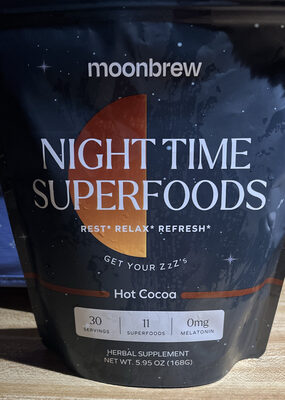 moonbrew
NIGHT TIME
SUPERFOODS
REST* RELAX* REFRESH*
GET YOUR ZzZ's
Hot Cocoa
30 11 0mg
SERVINGS SUPERFOODS MELATONIN
HERBAL SUPPLEMENT
NET WT. 5.95 OZ (168G)